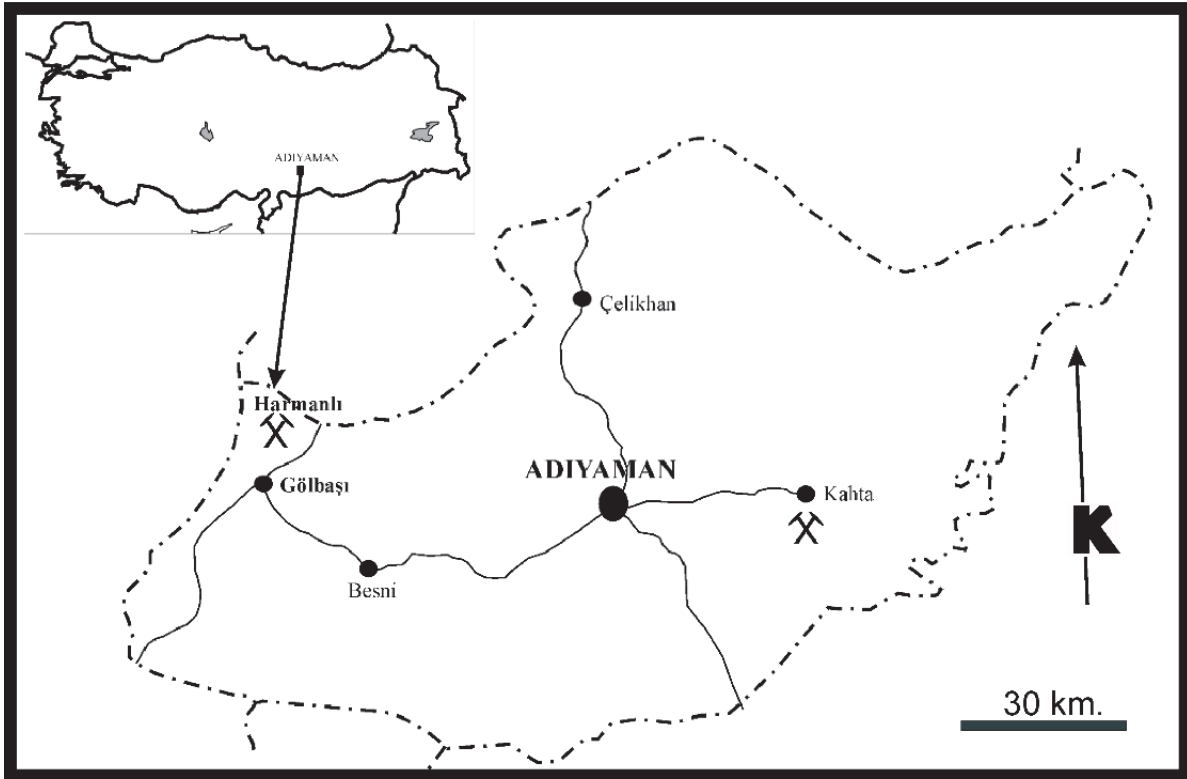 ADIYAMAN
Çelikhan
Harmanlı
Gölbaşı
ADIYAMAN
Kahta
K
Besni
30 km.